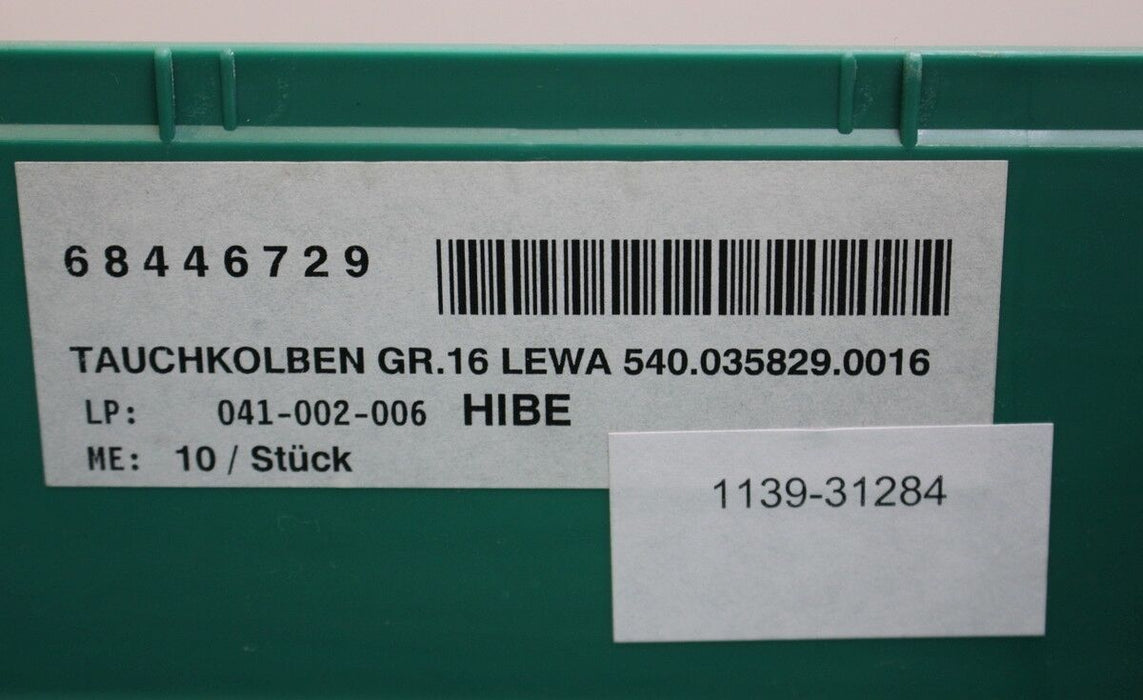 68446729
TAUCHKOLBEN GR.16 LEWA 540.035829.0016
LP: 041-002-006 HIBE
ME: 10 / Stück
1139-31284